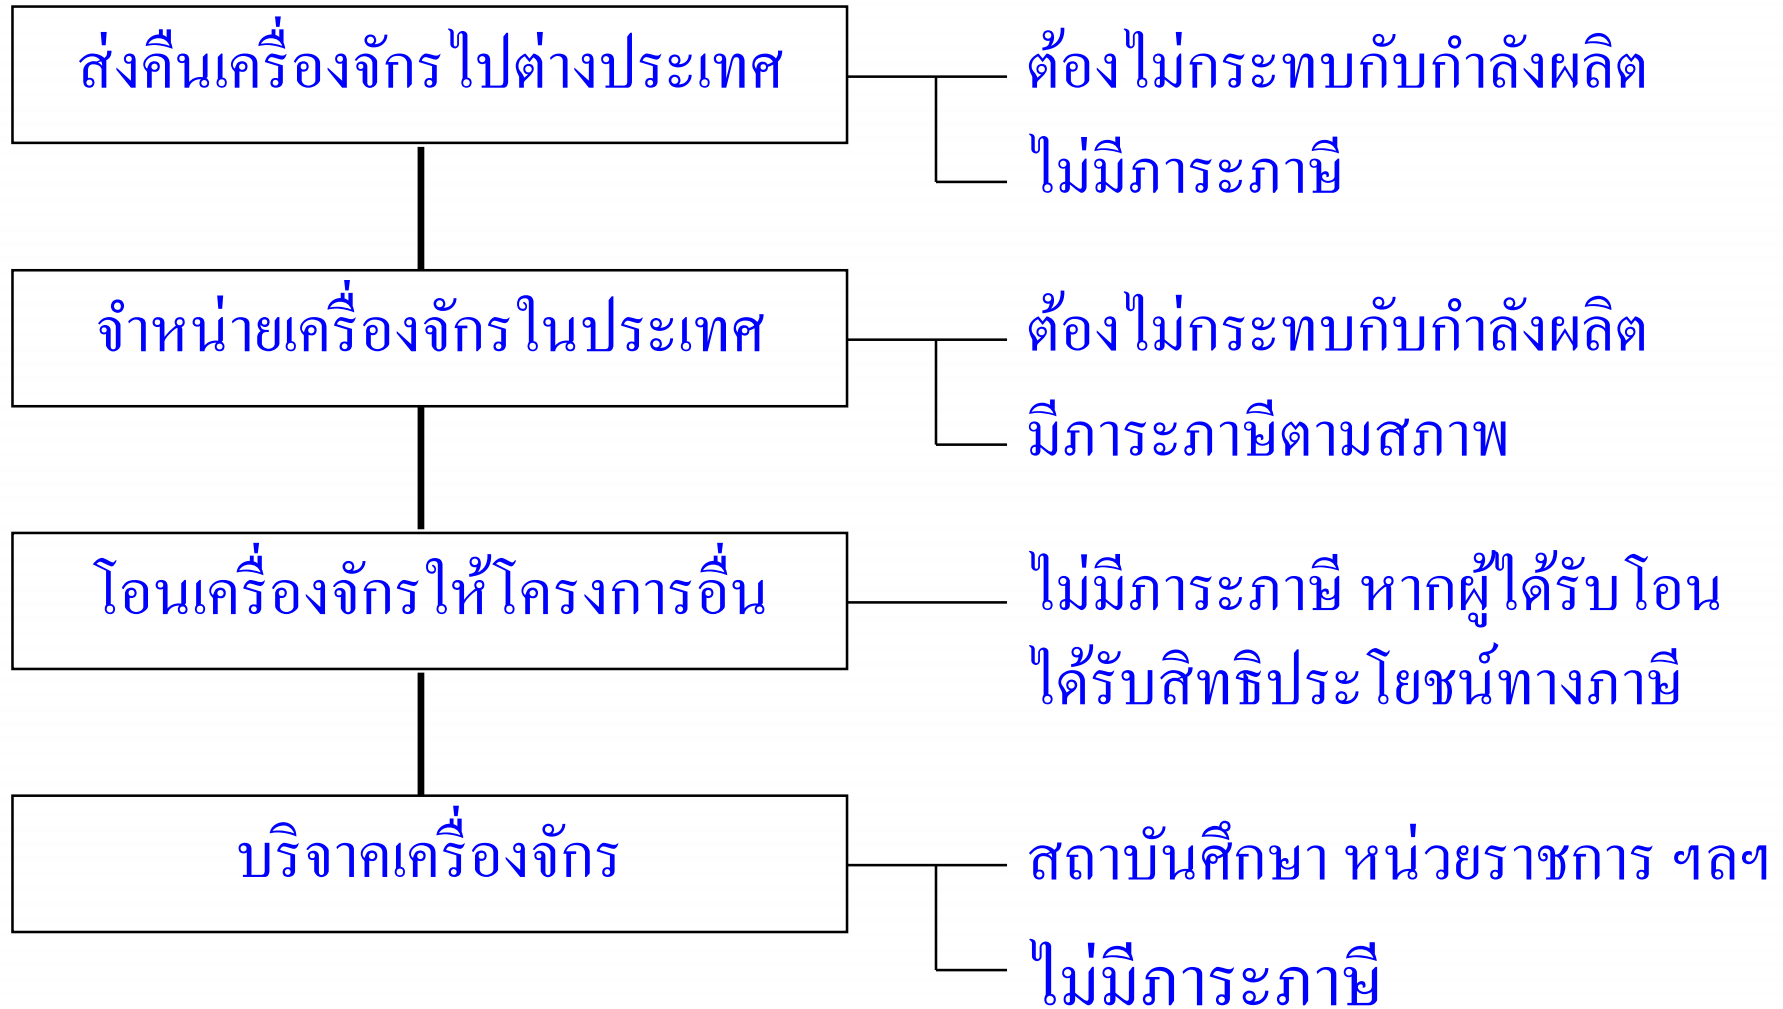 ส่งคืนเครื่องจักรไปต่างประเทศ
ต้องไม่กระทบกับกำลังผลิต
ไม่มีภาระภาษี
จำหน่ายเครื่องจักรในประเทศ
ต้องไม่กระทบกับกำลังผลิต
มีภาระภาษีตามสภาพ
โอนเครื่องจักรให้โครงการอื่น
ไม่มีภาระภาษี หากผู้ได้รับโอน
ได้รับสิทธิประโยชน์ทางภาษี
บริจาคเครื่องจักร
สถาบันศึกษา หน่วยราชการ ฯลฯ
ไม่มีภาระภาษี